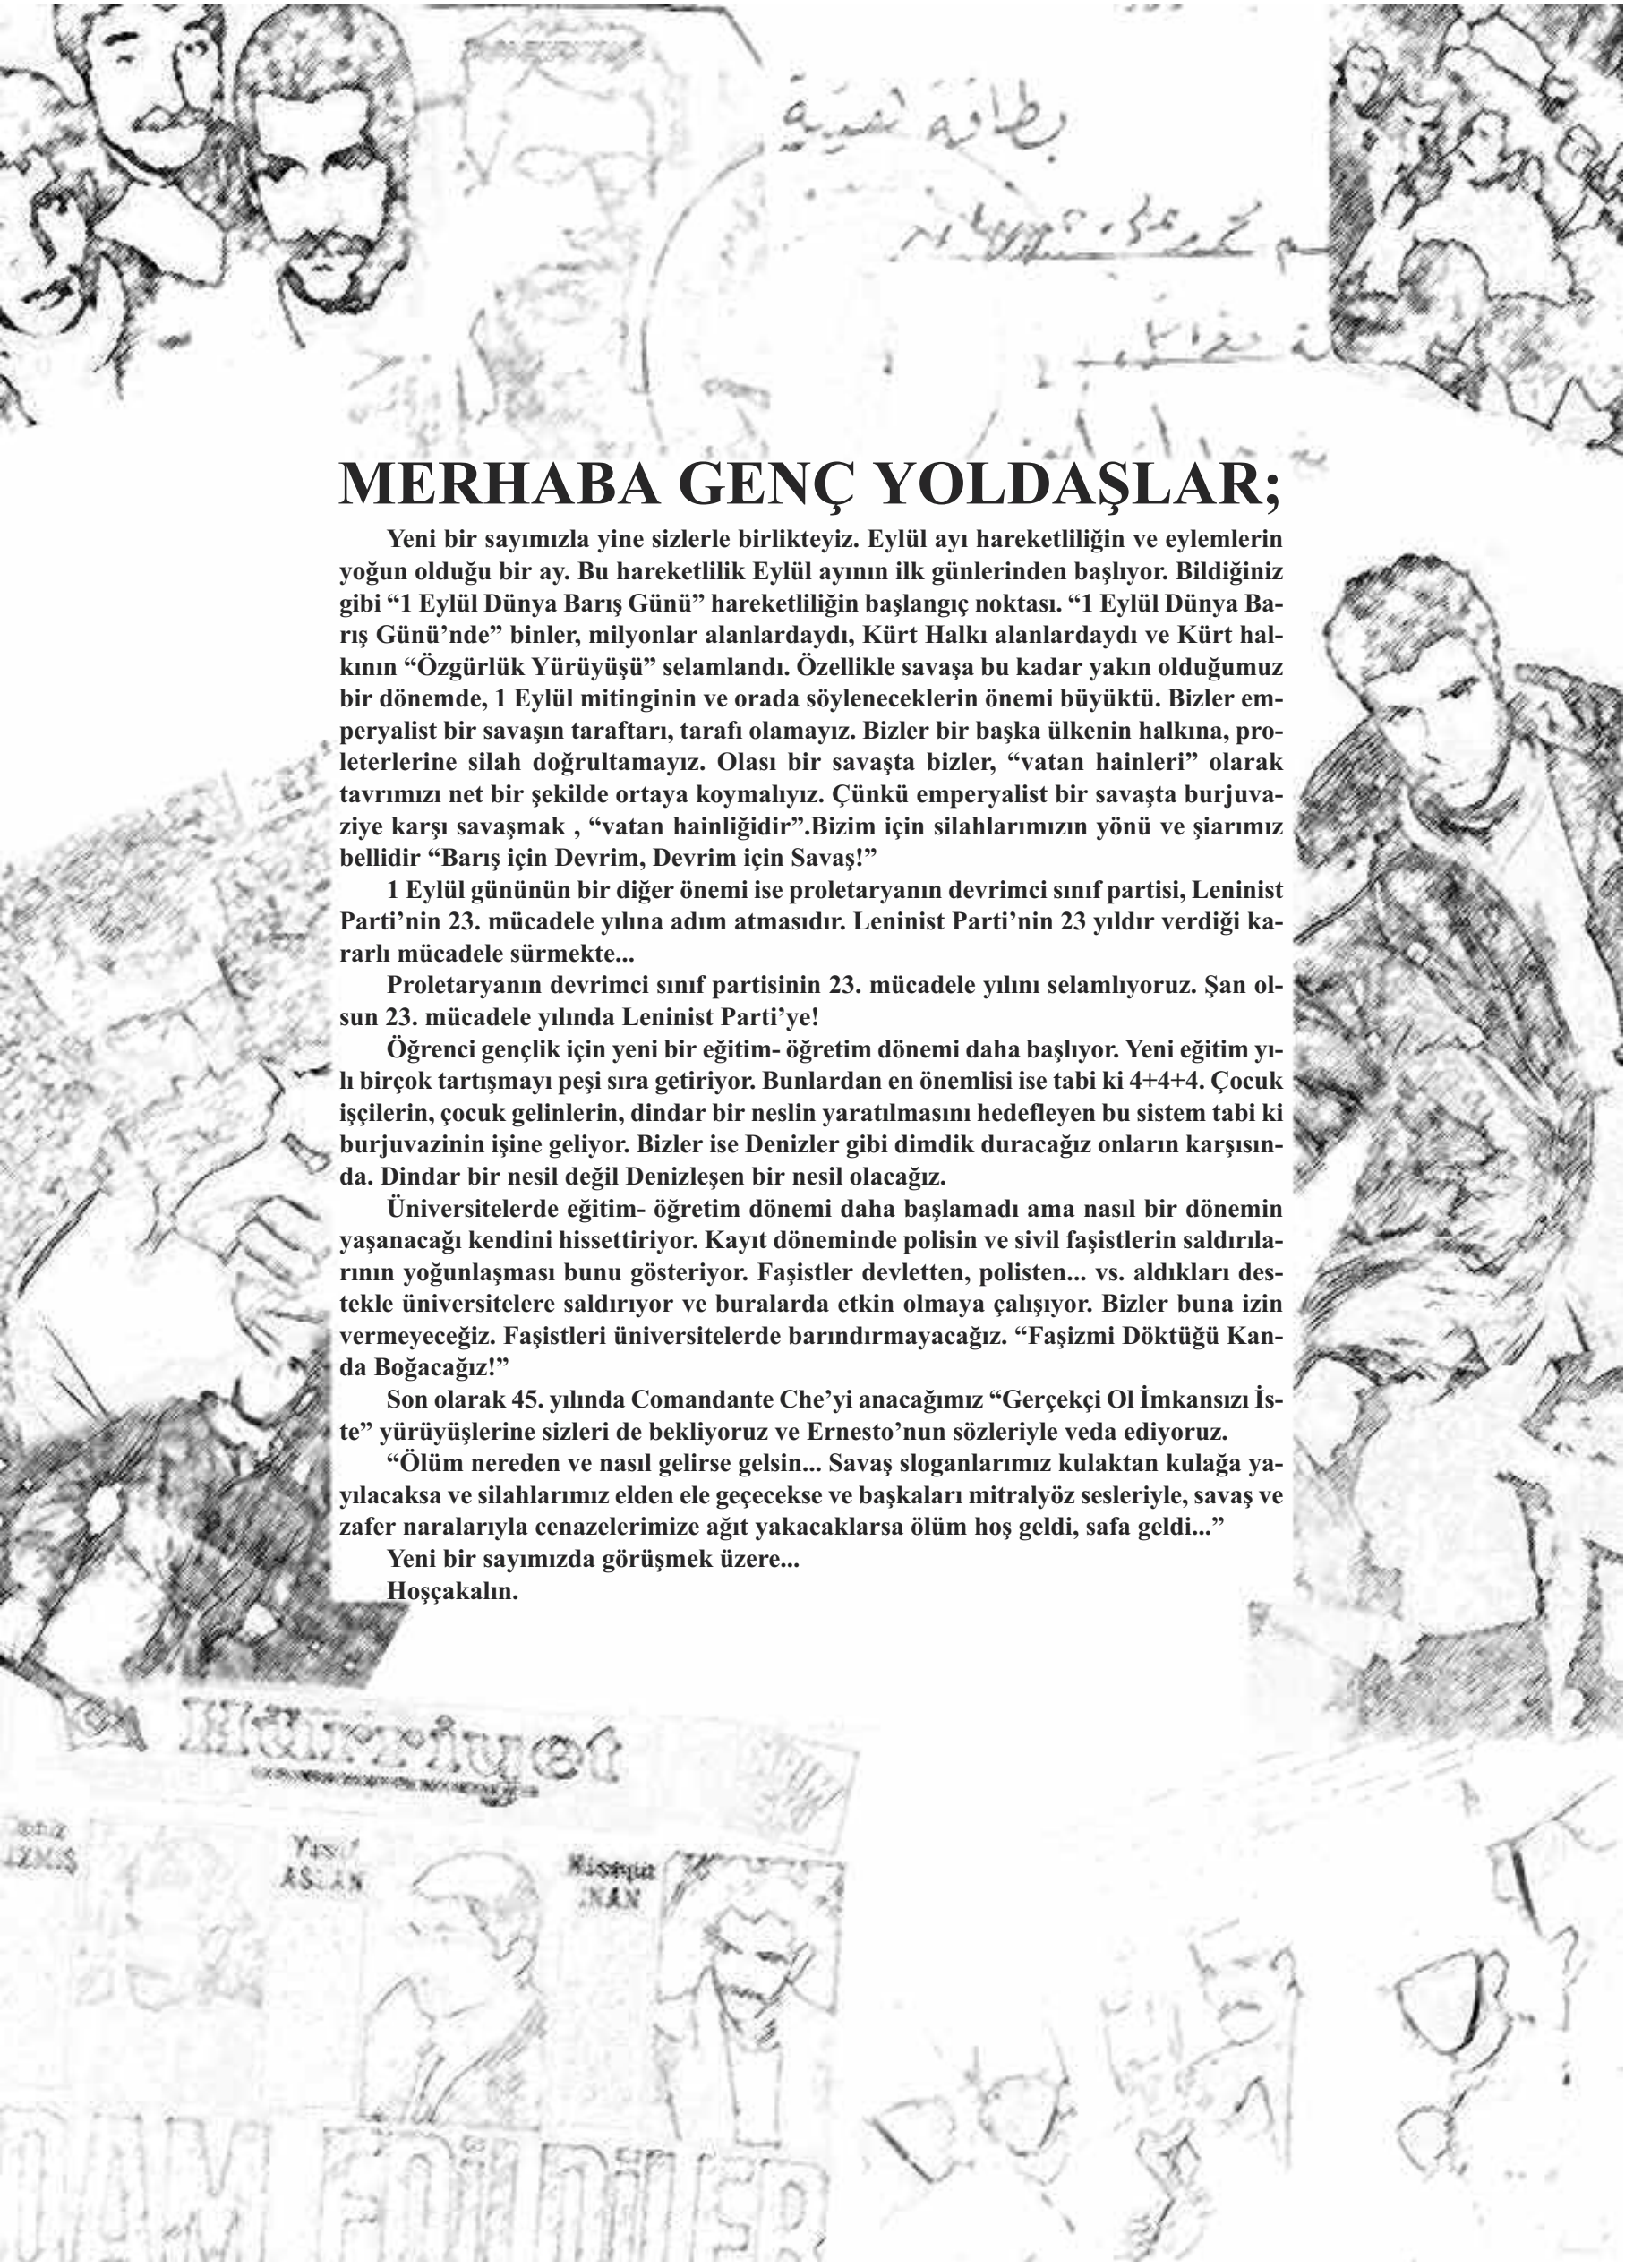 بطاقة
MERHABA GENÇ YOLDAŞLAR;
Yeni bir sayımızla yine sizlerle birlikteyiz. Eylül ayı hareketliliğin ve eylemlerin
yoğun olduğu bir ay. Bu hareketlilik Eylül ayının ilk günlerinden başlıyor. Bildiğiniz
gibi “1 Eylül Dünya Barış Günü” hareketliliğin başlangıç noktası. “1 Eylül Dünya Ba-
rış Günü’nde” binler, milyonlar alanlardaydı, Kürt Halkı alanlardaydı ve Kürt hal-
kının “Özgürlük Yürüyüşü” selamlandı. Özellikle savaşa bu kadar yakın olduğumuz
bir dönemde, 1 Eylül mitinginin ve orada söyleneceklerin önemi büyüktü. Bizler em-
peryalist bir savaşın taraftarı, tarafı olamayız. Bizler bir başka ülkenin halkına, pro-
leterlerine silah doğrultamayız. Olası bir savaşta bizler, “vatan hainleri” olarak
tavrımızı net bir şekilde ortaya koymalıyız. Çünkü emperyalist bir savaşta burjuva-
ziye karşı savaşmak , “vatan hainliğidir”.Bizim için silahlarımızın yönü ve şiarımız
bellidir “Barış için Devrim, Devrim için Savaş!”
1 Eylül gününün bir diğer önemi ise proletaryanın devrimci sınıf partisi, Leninist
Parti’nin 23. mücadele yılına adım atmasıdır. Leninist Parti’nin 23 yıldır verdiği ka-
rarlı mücadele sürmekte...
Proletaryanın devrimci sınıf partisinin 23. mücadele yılını selamlıyoruz. Şan ol-
sun 23. mücadele yılında Leninist Parti’ye!
Öğrenci gençlik için yeni bir eğitim- öğretim dönemi daha başlıyor. Yeni eğitim yı-
lı birçok tartışmayı peşi sıra getiriyor. Bunlardan en önemlisi ise tabi ki 4+4+4. Çocuk
işçilerin, çocuk gelinlerin, dindar bir neslin yaratılmasını hedefleyen bu sistem tabi ki
burjuvazinin işine geliyor. Bizler ise Denizler gibi dimdik duracağız onların karşısın-
da. Dindar bir nesil değil Denizleşen bir nesil olacağız.
Üniversitelerde eğitim- öğretim dönemi daha başlamadı ama nasıl bir dönemin
yaşanacağı kendini hissettiriyor. Kayıt döneminde polisin ve sivil faşistlerin saldırıla-
rının yoğunlaşması bunu gösteriyor. Faşistler devletten, polisten... vs. aldıkları des-
tekle üniversitelere saldırıyor ve buralarda etkin olmaya çalışıyor. Bizler buna izin
vermeyeceğiz. Faşistleri üniversitelerde barındırmayacağız. “Faşizmi Döktüğü Kan-
da Boğacağız!”
Son olarak 45. yılında Comandante Che’yi anacağımız “Gerçekçi Ol İmkansızı İs-
te” yürüyüşlerine sizleri de bekliyoruz ve Ernesto’nun sözleriyle veda ediyoruz.
“Ölüm nereden ve nasıl gelirse gelsin... Savaş sloganlarımız kulaktan kulağa ya-
yılacaksa ve silahlarımız elden ele geçecekse ve başkaları mitralyöz sesleriyle, savaş ve
zafer naralarıyla cenazelerimize ağıt yakacaklarsa ölüm hoş geldi, safa geldi...”
Yeni bir sayımızda görüşmek üzere...
Hoşçakalın.
Hürriyet
Yusuf
ASLAN